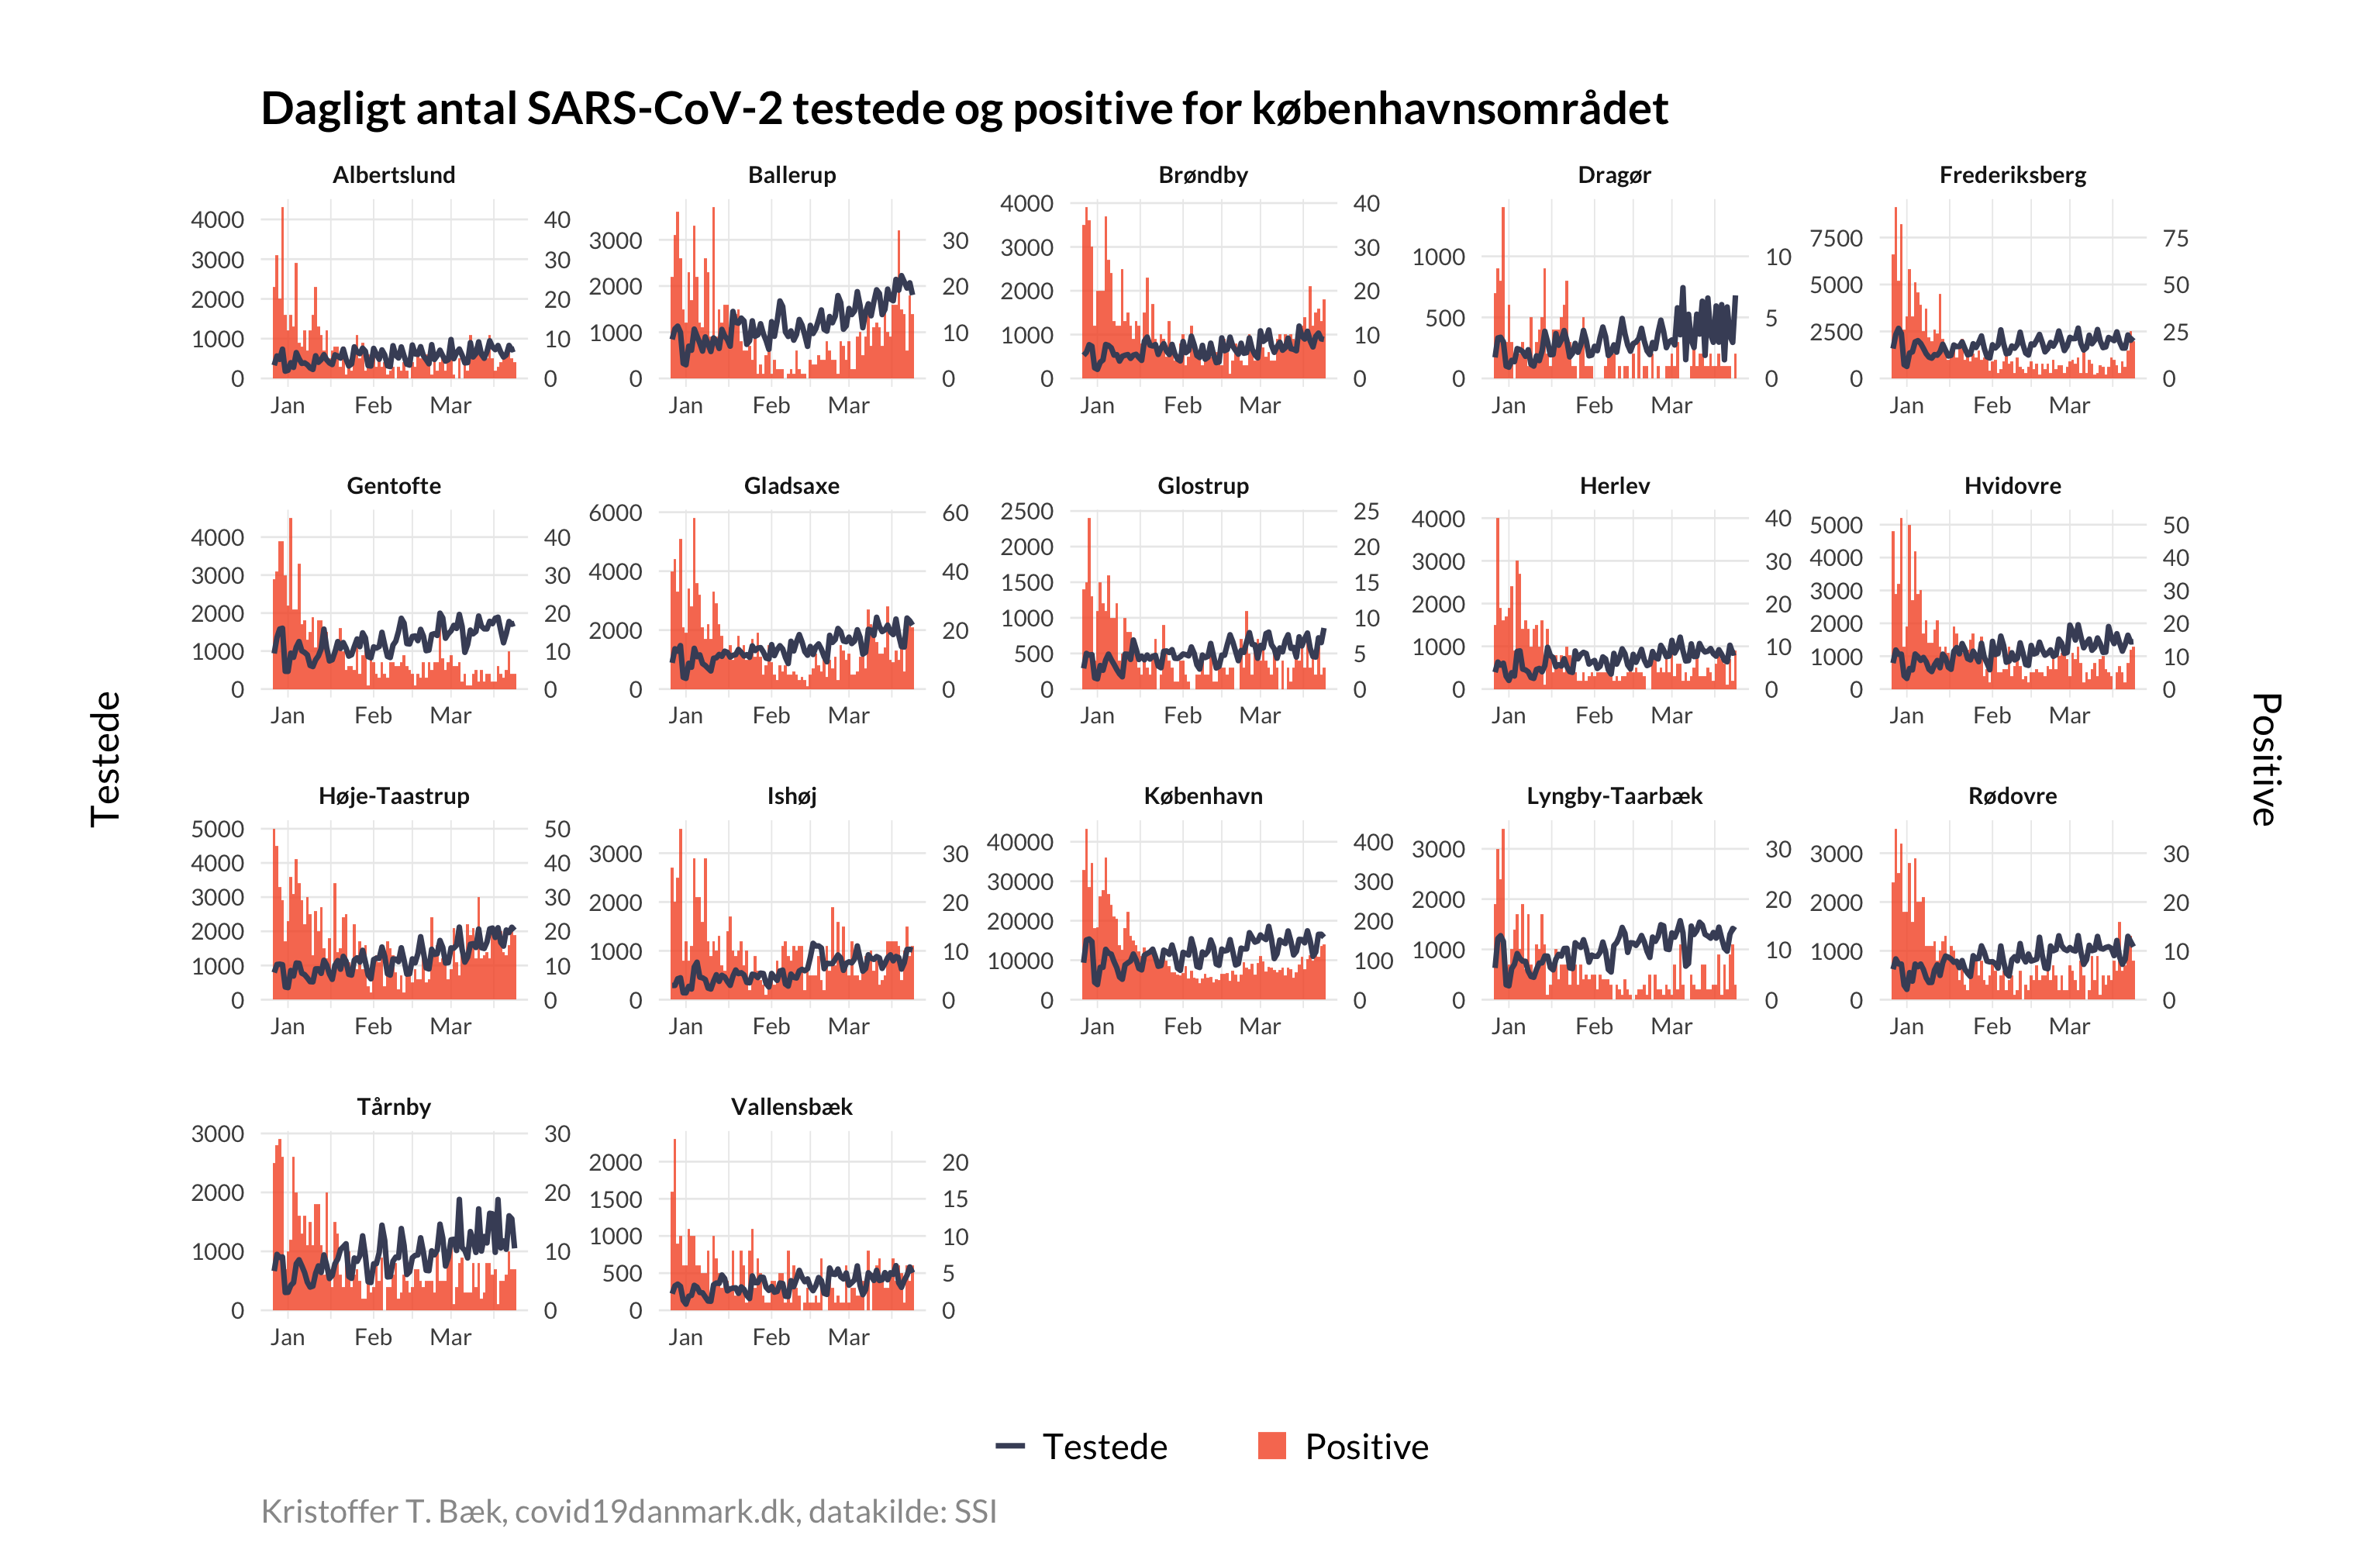 Dagligt antal SARS-CoV-2 testede og positive for københavnsområdet
Albertslund Ballerup Brøndby Dragør Frederiksberg
4000 3000 2000 1000 0
40 30 20 10 0
3000 2000 1000 0
30 20 10 0
4000 3000 2000 1000 0
40 30 20 10 0
1000 500 0
10 5 0
7500 5000 2500 0
75 50 25 0
Jan Feb Mar Jan Feb Mar Jan Feb Mar Jan Feb Mar Jan Feb Mar
Gentofte Gladsaxe Glostrup Herlev Hvidovre
4000 3000 2000 1000 0
40 30 20 10 0
6000 4000 2000 0
60 40 20 0
2500 2000 1500 1000 500 0
25 20 15 10 5 0
4000 3000 2000 1000 0
40 30 20 10 0
5000 4000 3000 2000 1000 0
50 40 30 20 10 0
Jan Feb Mar Jan Feb Mar Jan Feb Mar Jan Feb Mar Jan Feb Mar
Testede
Positive
Høje-Taastrup Ishøj København Lyngby-Taarbæk Rødovre
5000 4000 3000 2000 1000 0
50 40 30 20 10 0
3000 2000 1000 0
30 20 10 0
40000 30000 20000 10000 0
400 300 200 100 0
3000 2000 1000 0
30 20 10 0
3000 2000 1000 0
30 20 10 0
Jan Feb Mar Jan Feb Mar Jan Feb Mar Jan Feb Mar Jan Feb Mar
Tårnby Vallensbæk
3000 2000 1000 0
30 20 10 0
2000 1500 1000 500 0
20 15 10 5 0
Jan Feb Mar Jan Feb Mar
Testede Positive
Kristoffer T. Bæk, covid19danmark.dk, datakilde: SSI